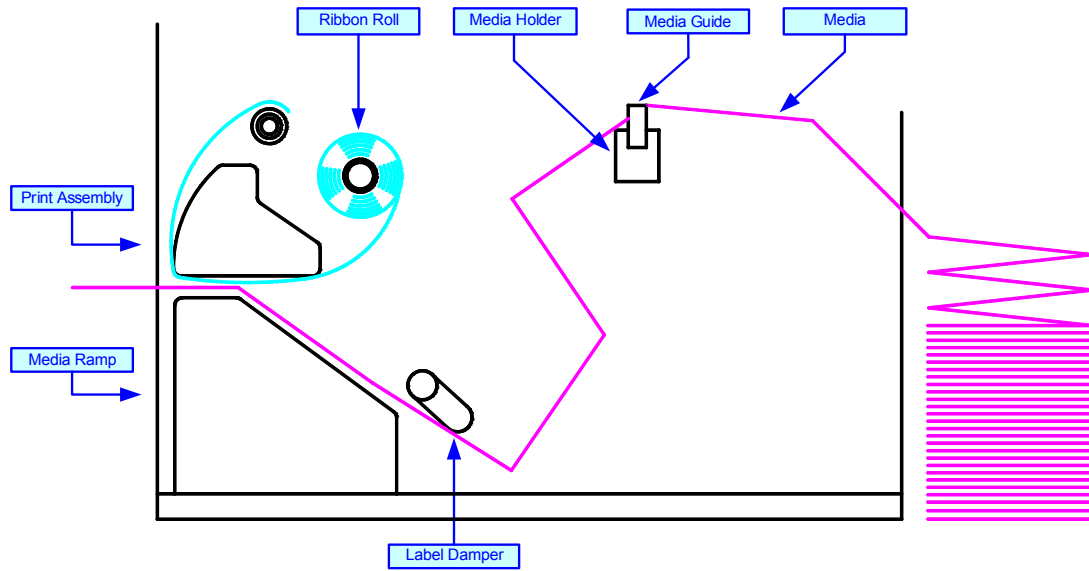 Ribbon Roll
Media Holder
Media Guide
Media
Print Assembly
Media Ramp
Label Damper